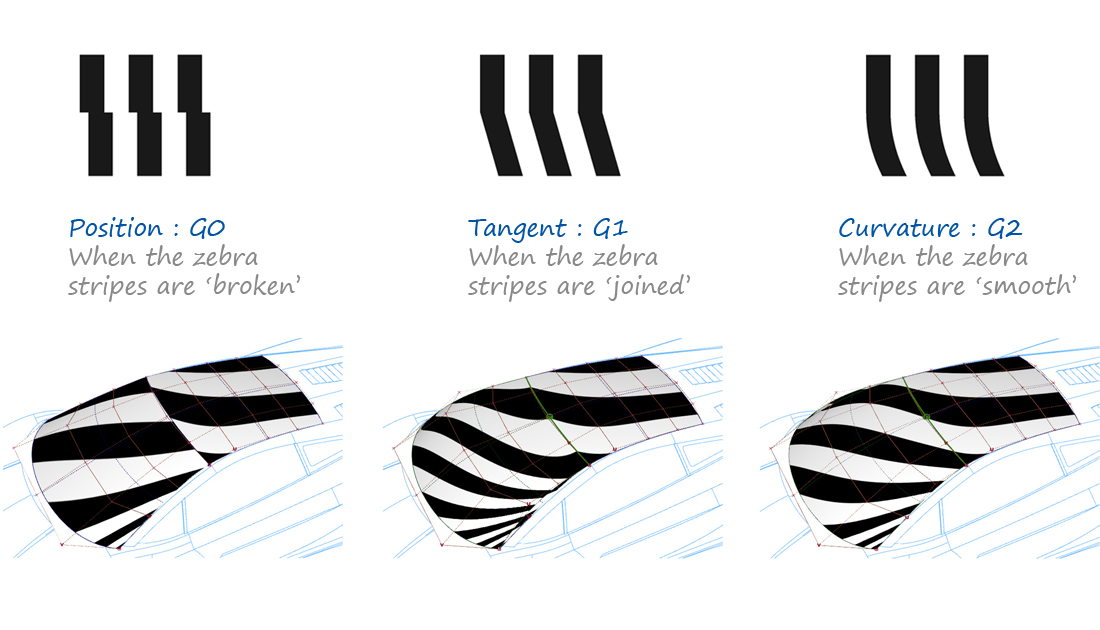 Position : G0
When the zebra
stripes are ‘broken’
Tangent : G1
When the zebra
stripes are ‘joined’
Curvature : G2
When the zebra
stripes are ‘smooth’